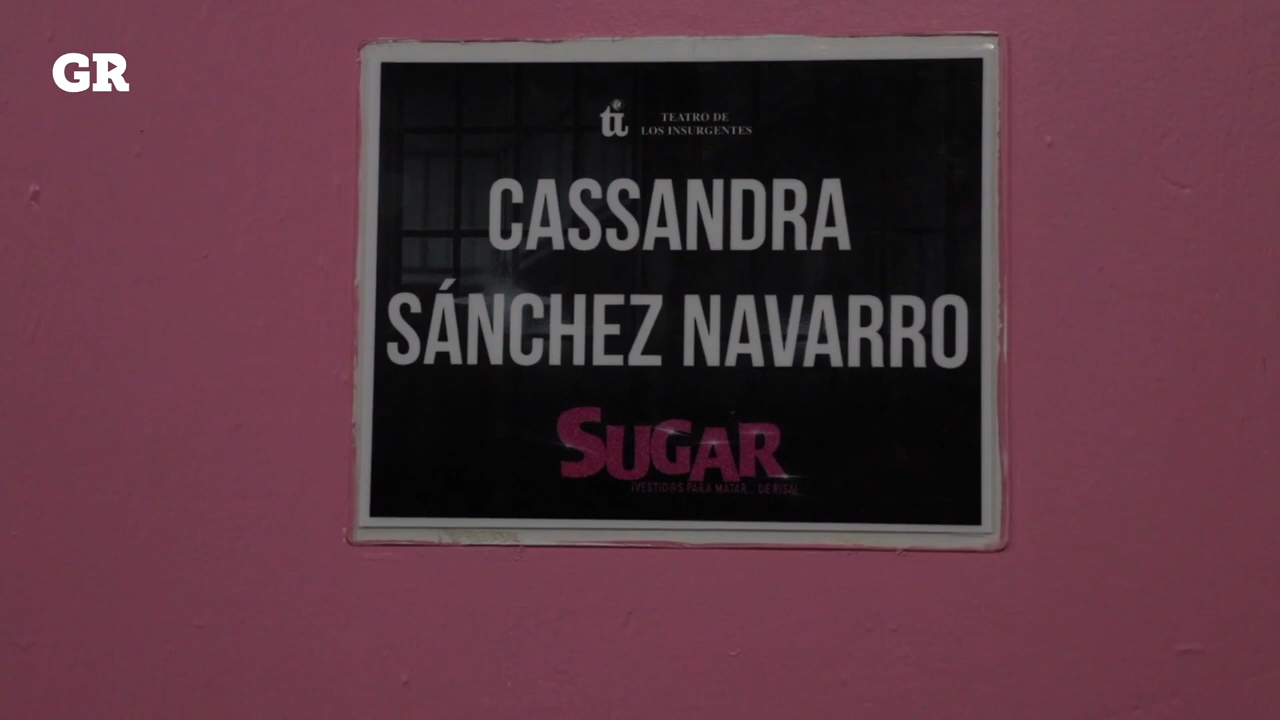 GR
ti TEATRO DE
LOS INSURGENTES
CASSANDRA
SÁNCHEZ NAVARRO
SUGAR
¡VESTIDOS PARA MATAR... DE RISA!